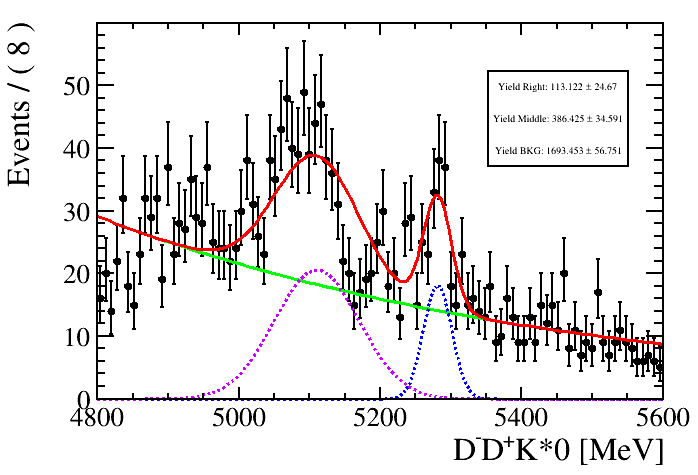 Events / ( 8 )
50
40
30
20
10
0
Yield Right: 113.122 ± 24.67
Yield Middle: 386.425 ± 34.591
Yield BKG: 1693.453 ± 56.751
4800 5000 5200 5400 5600
D⁻D⁺K*0 [MeV]